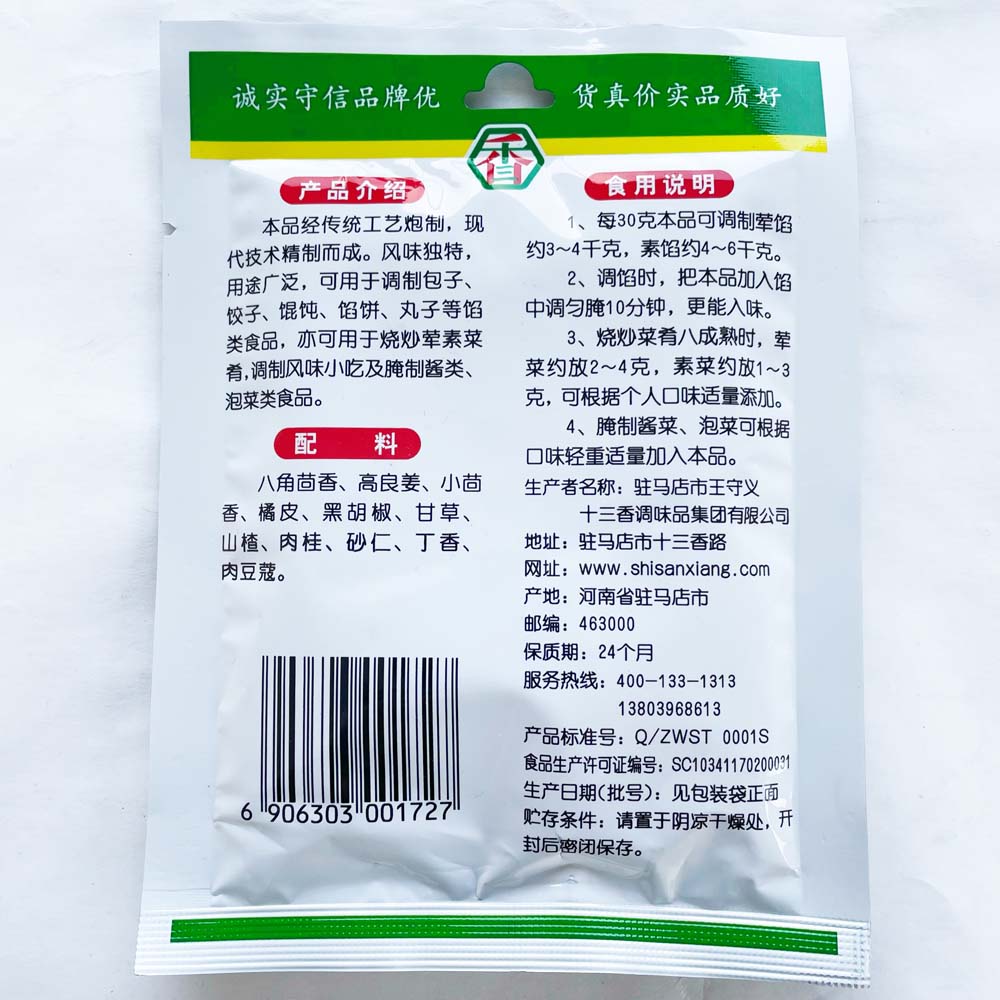 诚实守信品牌优
货真价实品质好
香
产品介绍
本品经传统工艺炮制，现
代技术精制而成。风味独特，
用途广泛，可用于调制包子、
饺子、馄饨、馅饼、丸子等馅
类食品，亦可用于烧炒荤素菜
肴,调制风味小吃及腌制酱类、
泡菜类食品。
配 料
八角茴香、高良姜、小茴
香、橘皮、黑胡椒、甘草、
山楂、肉桂、砂仁、丁香、
肉豆蔻。
6 906303 001727
食用说明
1、每30克本品可调制荤馅
约3～4千克，素馅约4～6千克。
2、调馅时，把本品加入馅
中调匀腌10分钟，更能入味。
3、烧炒菜肴八成熟时，荤
菜约放2～4克，素菜约放1～3
克，可根据个人口味适量添加。
4、腌制酱菜、泡菜可根据
口味轻重适量加入本品。
生产者名称：驻马店市王守义
十三香调味品集团有限公司
地址：驻马店市十三香路
网址：www.shisanxiang.com
产地：河南省驻马店市
邮编：463000
保质期：24个月
服务热线：400-133-1313
13803968613
产品标准号：Q/ZWST 0001S
食品生产许可证编号：SC10341170200031
生产日期(批号)：见包装袋正面
贮存条件：请置于阴凉干燥处，开
封后密闭保存。